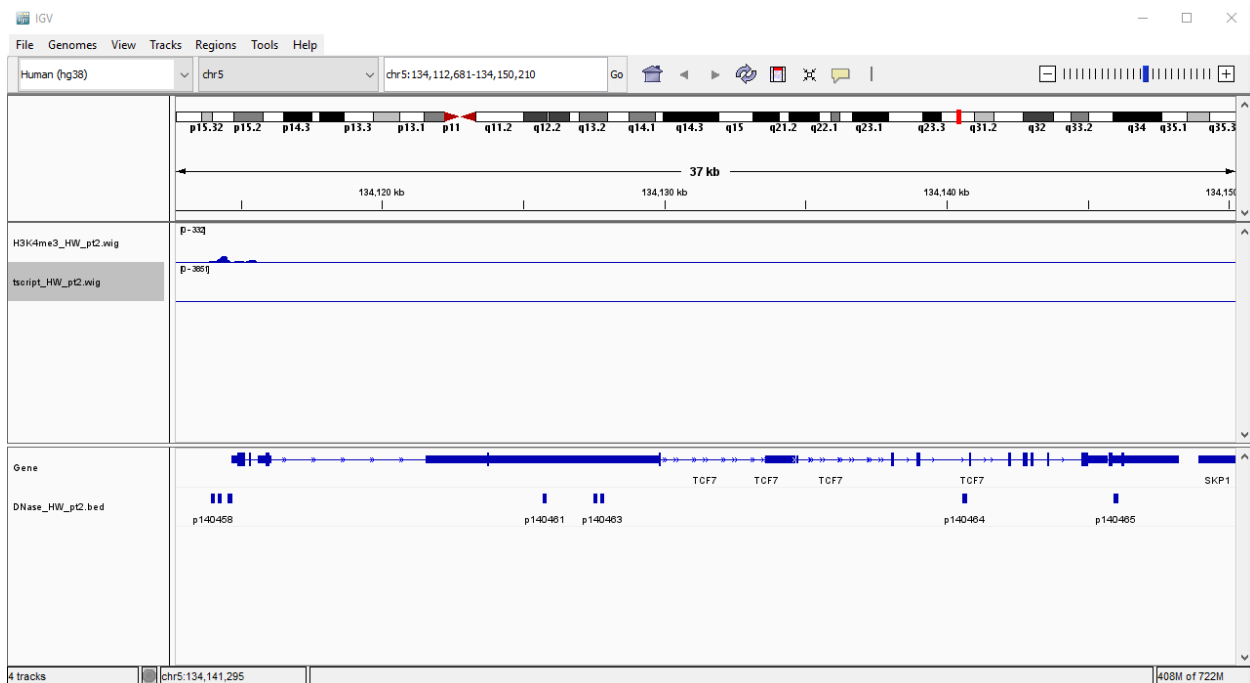 IGV
File Genomes View Tracks Regions Tools Help
Human (hg38) chr5 chr5:134,112,681-134,150,210 Go
p15.32 p15.2 p14.3 p13.3 p13.1 p11 q11.2 q12.2 q13.2 q14.1 q14.3 q15 q21.2 q22.1 q23.1 q23.3 q31.2 q32 q33.2 q34 q35.1 q35.3
37 kb
134,120 kb 134,130 kb 134,140 kb 134,150
H3K4me3_HW_pt2.wig [0 - 332]
tscript_HW_pt2.wig [0 - 3851]
Gene
TCF7 TCF7 TCF7 TCF7 SKP1
DNase_HW_pt2.bed
p140458 p140461 p140463 p140464 p140465
4 tracks chr5:134,141,295 408M of 722M